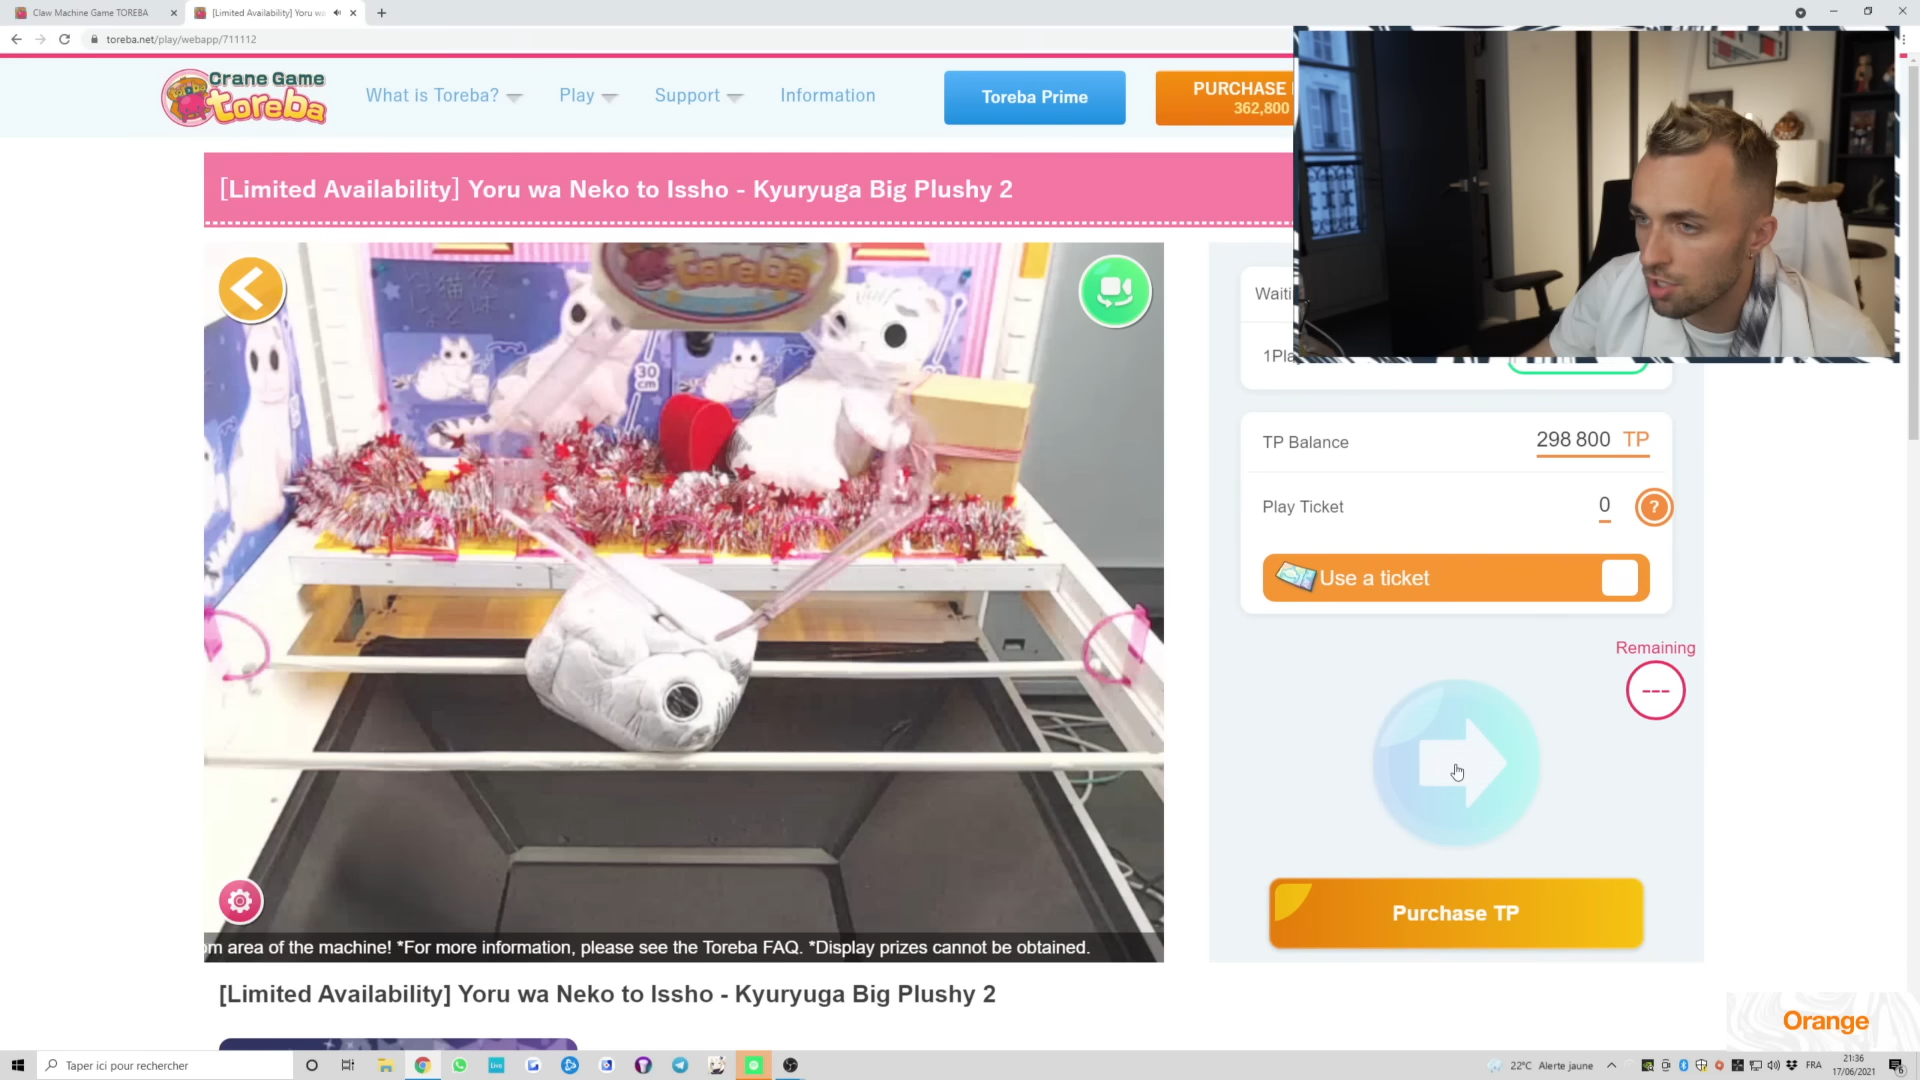 Claw Machine Game TOREBA
[Limited Availability] Yoru wa
toreba.net/play/webapp/711112
Crane Game
toreba
What is Toreba?
Play
Support
Information
Toreba Prime
PURCHASE
362,800
[Limited Availability] Yoru wa Neko to Issho - Kyuryuga Big Plushy 2
toreba
30
cm
Waiti
1Pla
TP Balance
298 800 TP
Play Ticket
0
?
Use a ticket
Remaining
---
Purchase TP
om area of the machine! *For more information, please see the Toreba FAQ. *Display prizes cannot be obtained.
[Limited Availability] Yoru wa Neko to Issho - Kyuryuga Big Plushy 2
Orange
Taper ici pour rechercher
Live
22°C Alerte jaune
FRA
21:36
17/06/2021
6